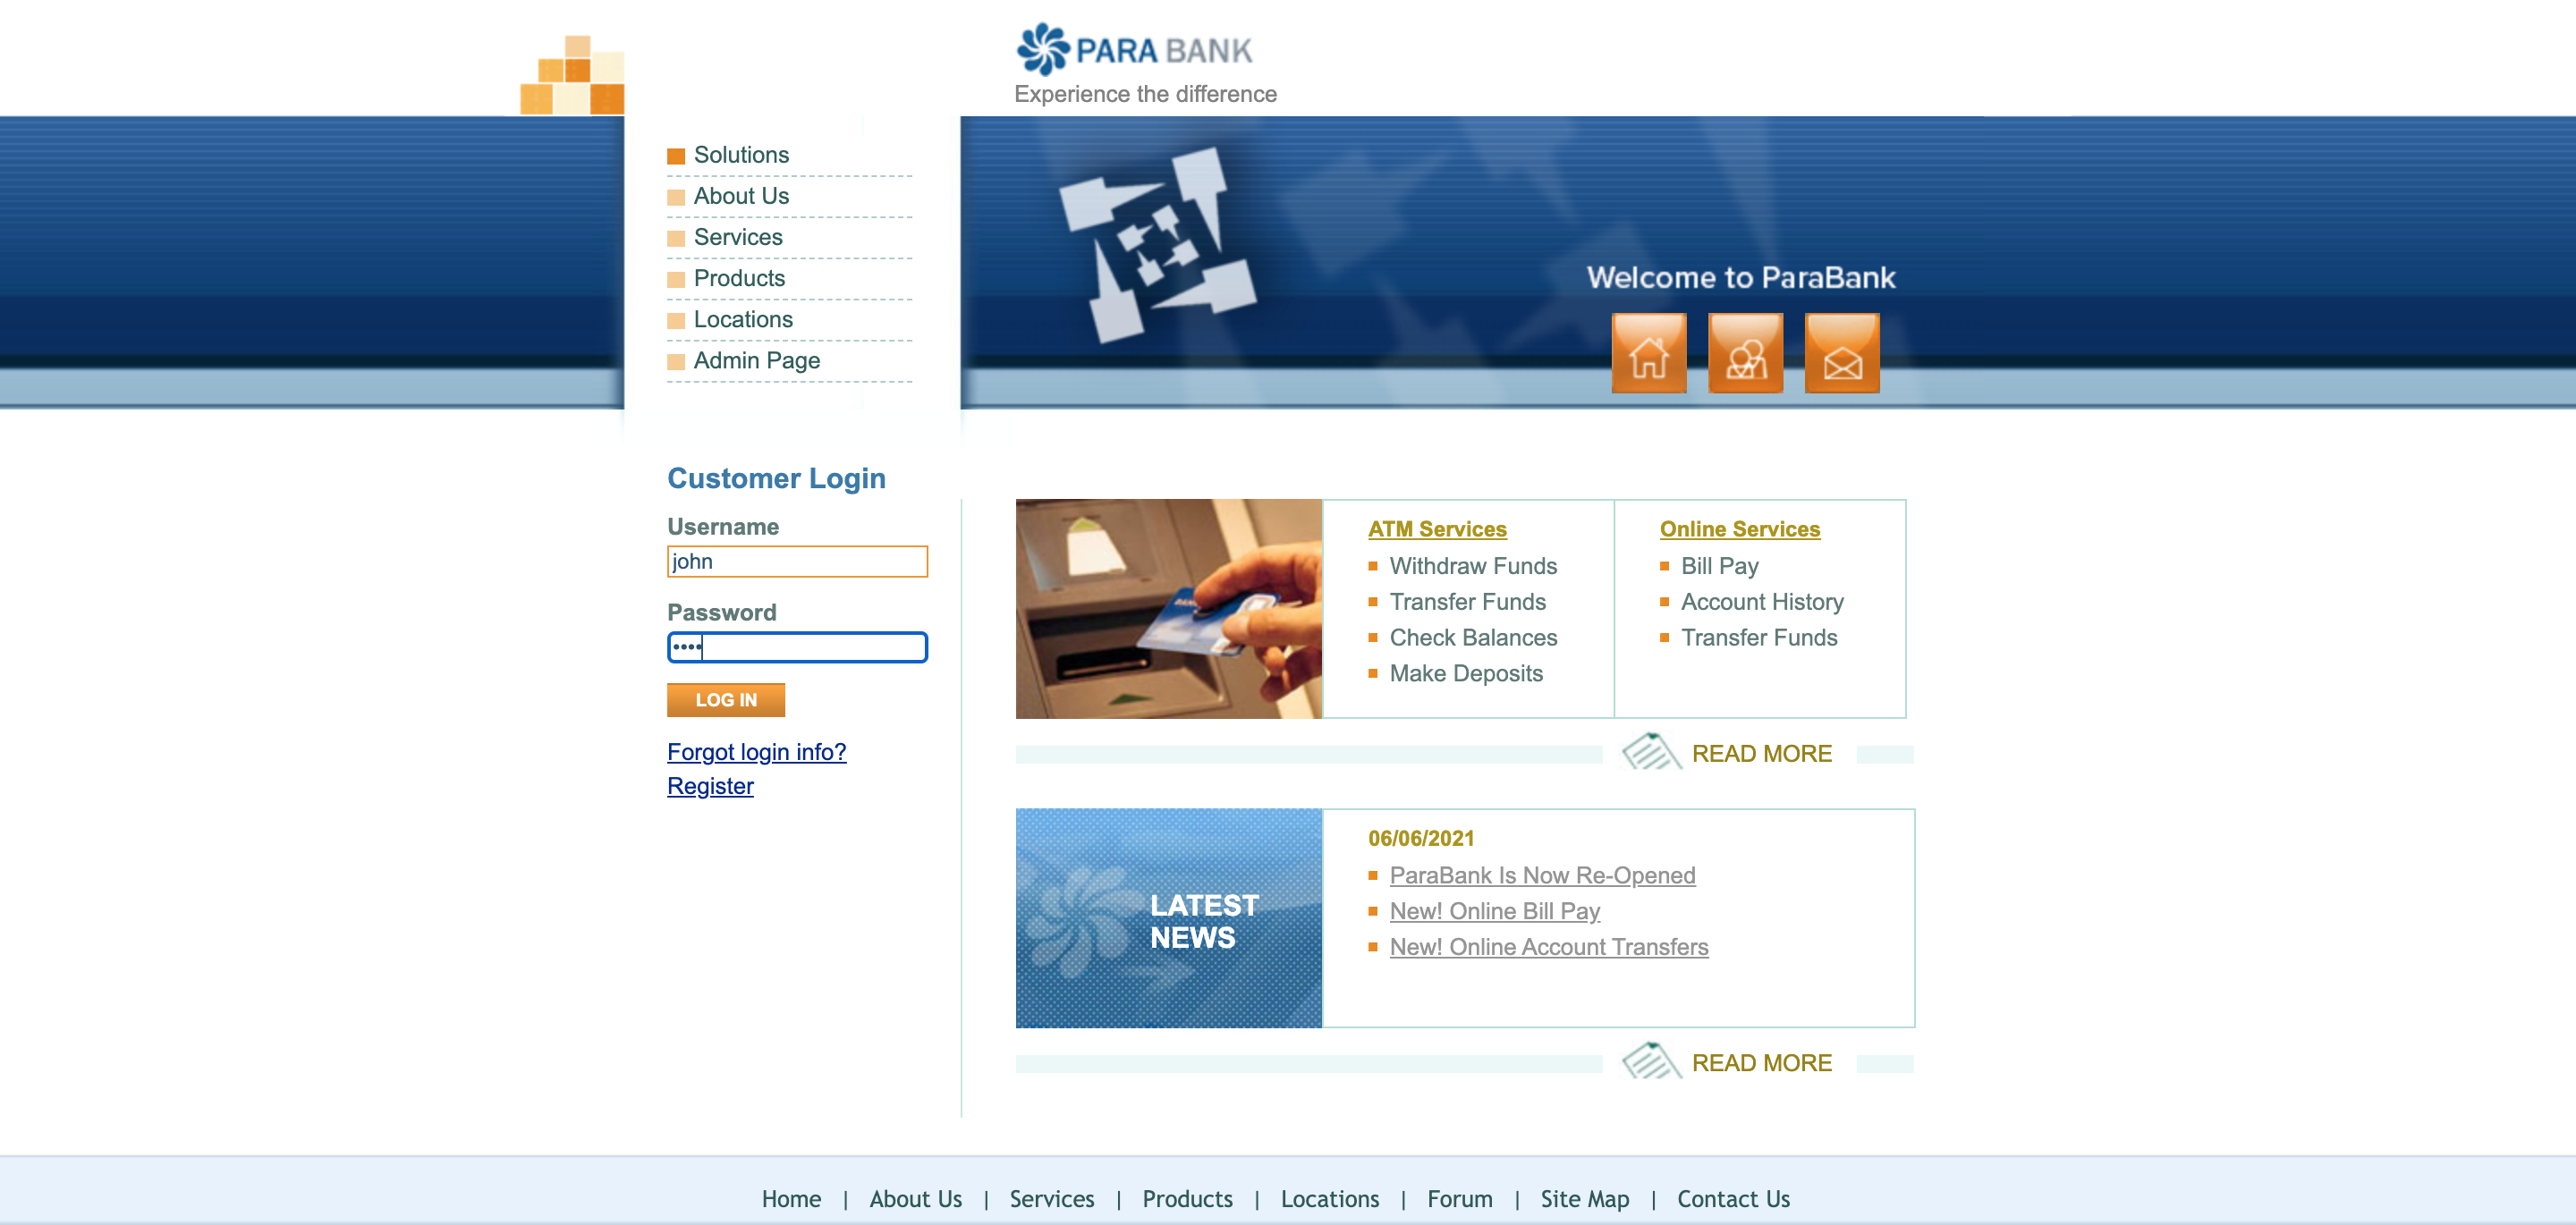 PARA BANK
Experience the difference
Solutions
About Us
Services
Products
Locations
Admin Page
Welcome to ParaBank
Customer Login
Username
john
Password
••••
LOG IN
Forgot login info?
Register
ATM Services
Withdraw Funds
Transfer Funds
Check Balances
Make Deposits
Online Services
Bill Pay
Account History
Transfer Funds
READ MORE
LATEST
NEWS
06/06/2021
ParaBank Is Now Re-Opened
New! Online Bill Pay
New! Online Account Transfers
READ MORE
Home | About Us | Services | Products | Locations | Forum | Site Map | Contact Us